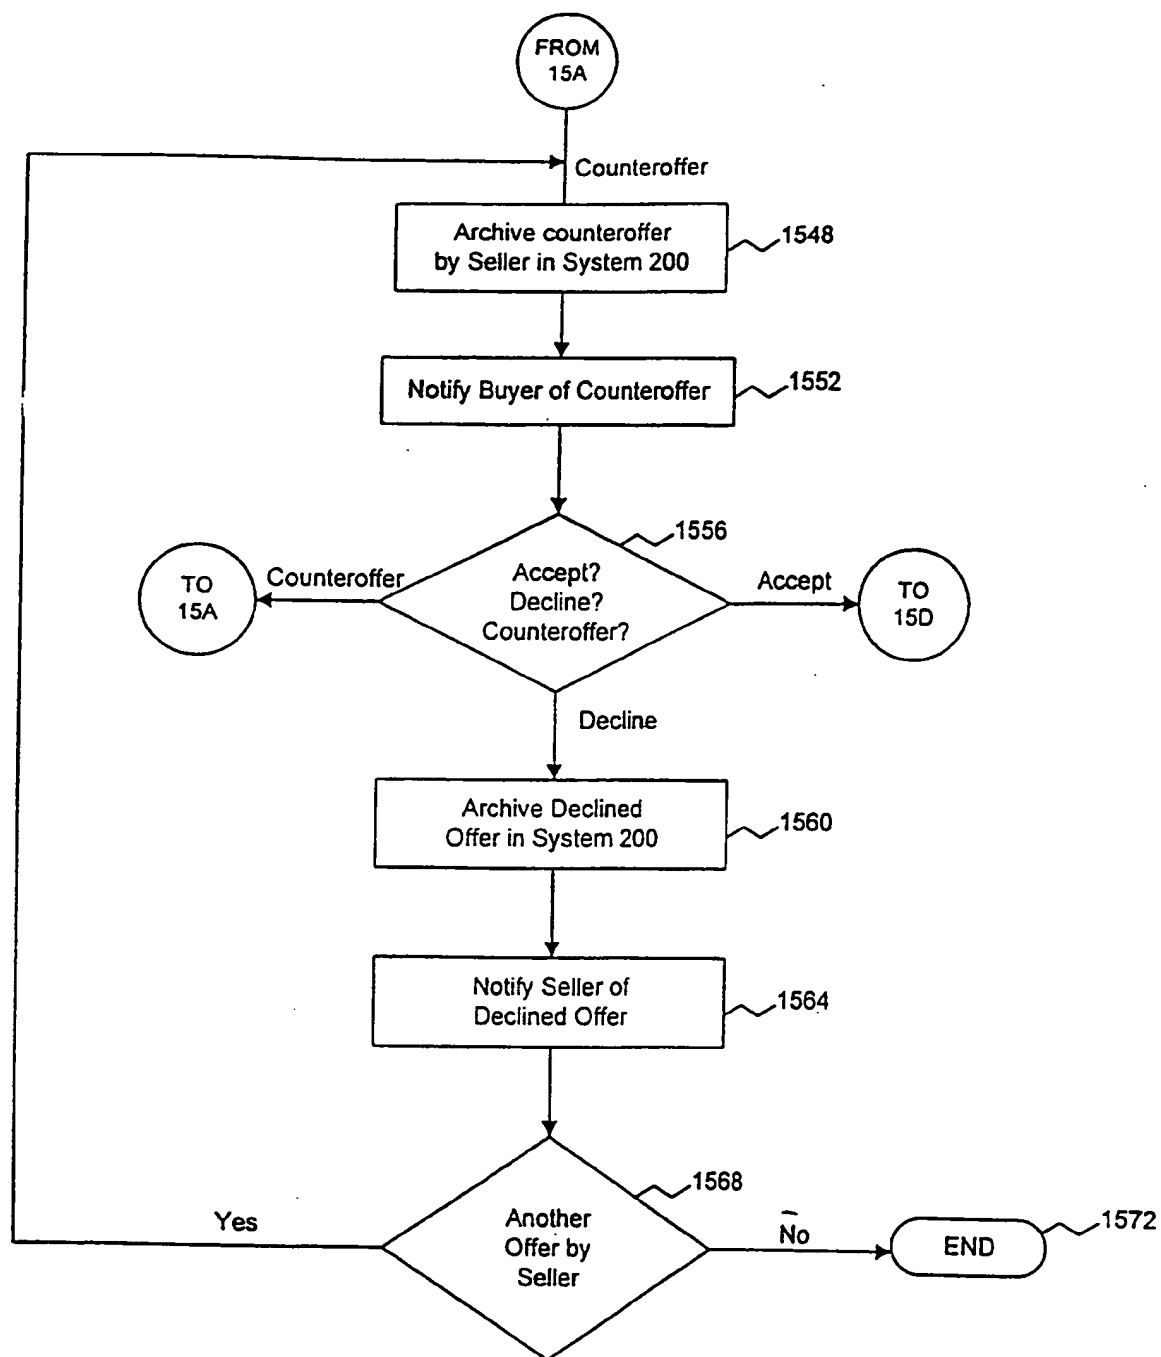 FROM
15A
Counteroffer
Archive counteroffer
by Seller in System 200
1548
Notify Buyer of Counteroffer
1552
1556
TO
15A
Counteroffer
Accept?
Decline?
Counteroffer?
Accept
TO
15D
Decline
Archive Declined
Offer in System 200
1560
Notify Seller of
Declined Offer
1564
1568
Yes
Another
Offer by
Seller
No
END
1572